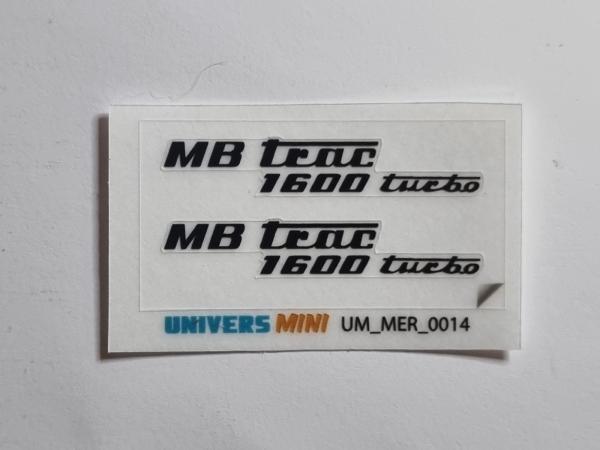 MB trac
1600 turbo
MB trac
1600 turbo
UNIVERS MINI UM_MER_0014